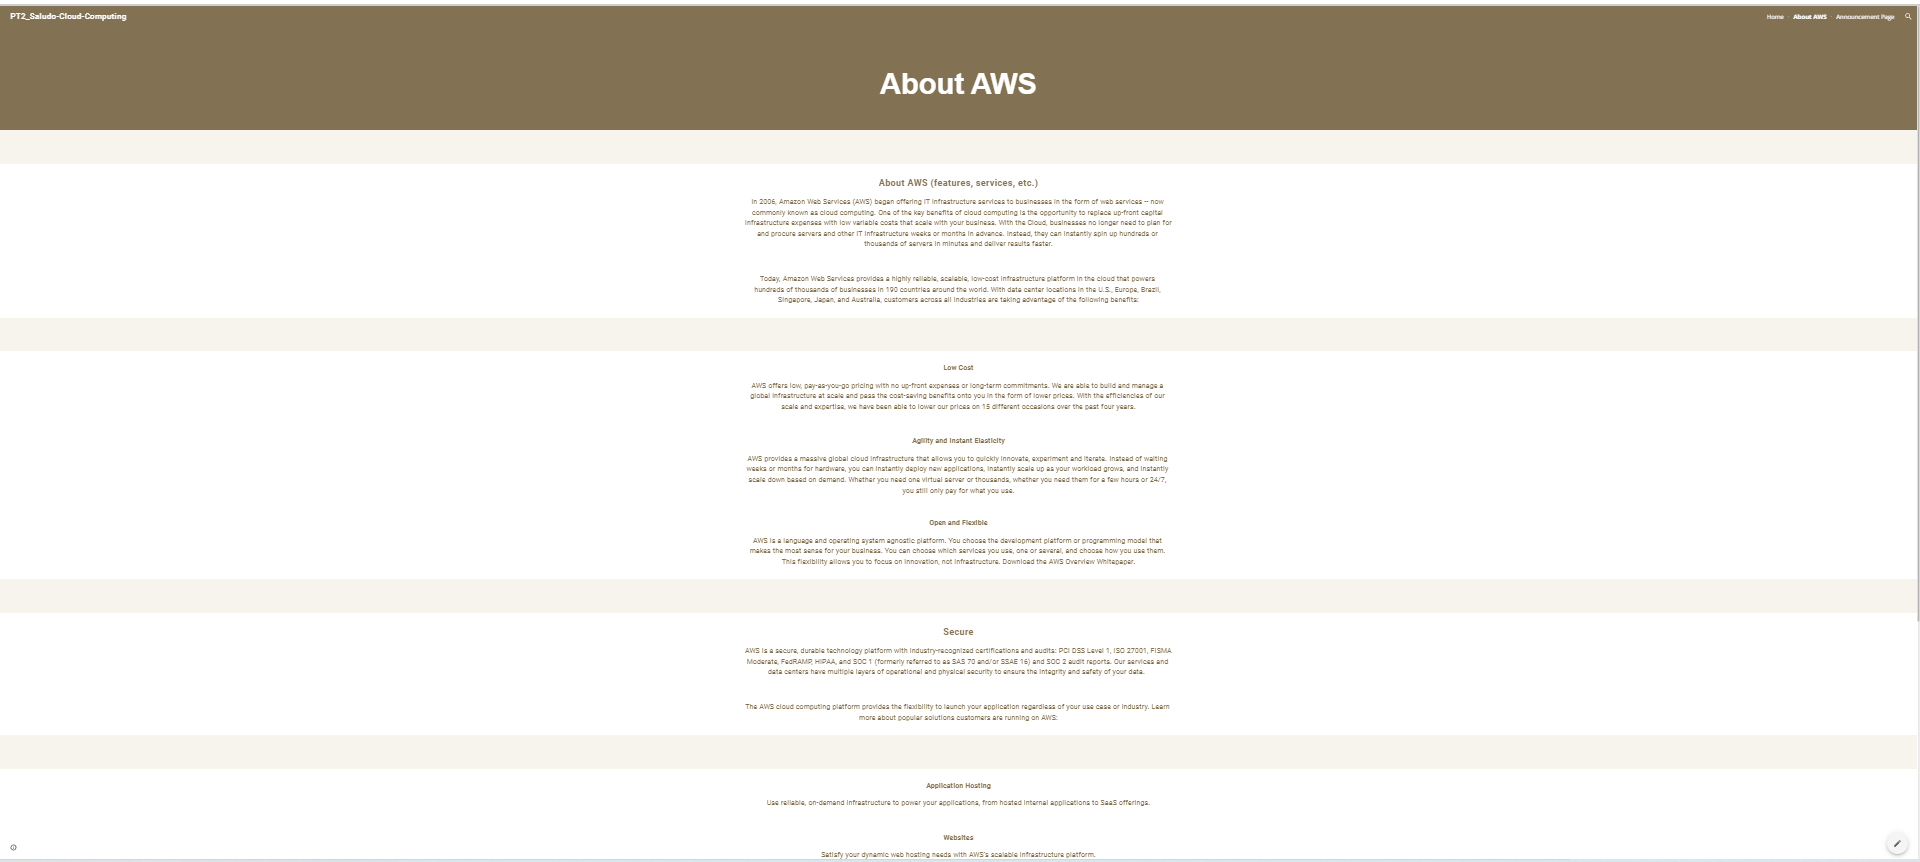 PT2_Saludo-Cloud-Computing
Home
About AWS
Announcement Page
About AWS
About AWS (features, services, etc.)
In 2006, Amazon Web Services (AWS) began offering IT infrastructure services to businesses in the form of web services -- now
commonly known as cloud computing. One of the key benefits of cloud computing is the opportunity to replace up-front capital
infrastructure expenses with low variable costs that scale with your business. With the Cloud, businesses no longer need to plan for
and procure servers and other IT infrastructure weeks or months in advance. Instead, they can instantly spin up hundreds or
thousands of servers in minutes and deliver results faster.
Today, Amazon Web Services provides a highly reliable, scalable, low-cost infrastructure platform in the cloud that powers
hundreds of thousands of businesses in 190 countries around the world. With data center locations in the U.S., Europe, Brazil,
Singapore, Japan, and Australia, customers across all industries are taking advantage of the following benefits:
Low Cost
AWS offers low, pay-as-you-go pricing with no up-front expenses or long-term commitments. We are able to build and manage a
global infrastructure at scale and pass the cost-saving benefits onto you in the form of lower prices. With the efficiencies of our
scale and expertise, we have been able to lower our prices on 15 different occasions over the past four years.
Agility and Instant Elasticity
AWS provides a massive global cloud infrastructure that allows you to quickly innovate, experiment and iterate. Instead of waiting
weeks or months for hardware, you can instantly deploy new applications, instantly scale up as your workload grows, and instantly
scale down based on demand. Whether you need one virtual server or thousands, whether you need them for a few hours or 24/7,
you still only pay for what you use.
Open and Flexible
AWS is a language and operating system agnostic platform. You choose the development platform or programming model that
makes the most sense for your business. You can choose which services you use, one or several, and choose how you use them.
This flexibility allows you to focus on innovation, not infrastructure. Download the AWS Overview Whitepaper.
Secure
AWS is a secure, durable technology platform with industry-recognized certifications and audits: PCI DSS Level 1, ISO 27001, FISMA
Moderate, FedRAMP, HIPAA, and SOC 1 (formerly referred to as SAS 70 and/or SSAE 16) and SOC 2 audit reports. Our services and
data centers have multiple layers of operational and physical security to ensure the integrity and safety of your data.
The AWS cloud computing platform provides the flexibility to launch your application regardless of your use case or industry. Learn
more about popular solutions customers are running on AWS:
Application Hosting
Use reliable, on-demand infrastructure to power your applications, from hosted internal applications to SaaS offerings.
Websites
Satisfy your dynamic web hosting needs with AWS's scalable infrastructure platform.